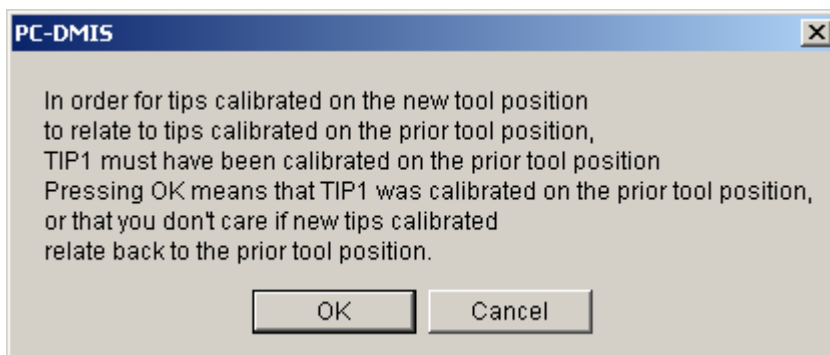 PC-DMIS
In order for tips calibrated on the new tool position
to relate to tips calibrated on the prior tool position,
TIP1 must have been calibrated on the prior tool position
Pressing OK means that TIP1 was calibrated on the prior tool position,
or that you don't care if new tips calibrated
relate back to the prior tool position.
OK
Cancel